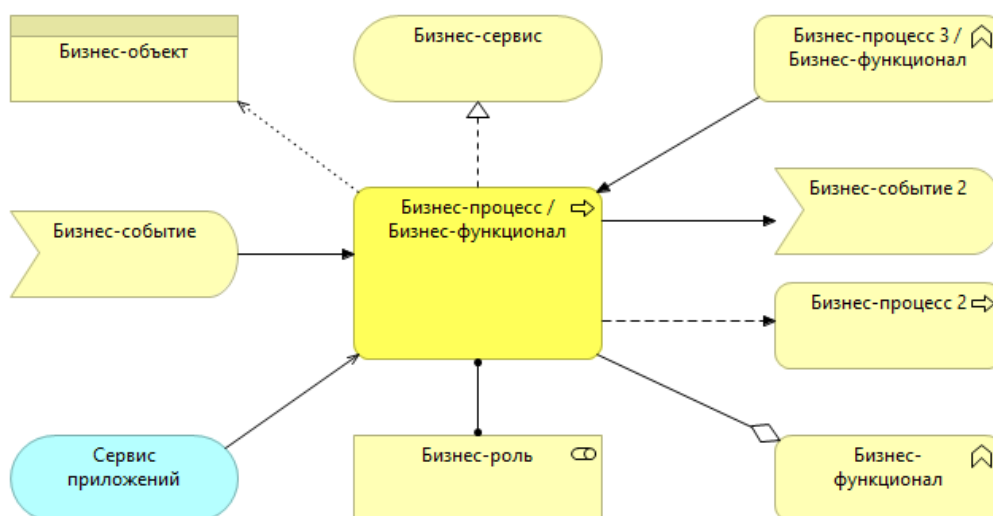 Бизнес-объект
Бизнес-сервис
Бизнес-процесс 3 /
Бизнес-функционал
Бизнес-событие
Бизнес-процесс /
Бизнес-функционал
Бизнес-событие 2
Бизнес-процесс 2
Сервис
приложений
Бизнес-роль
Бизнес-
функционал